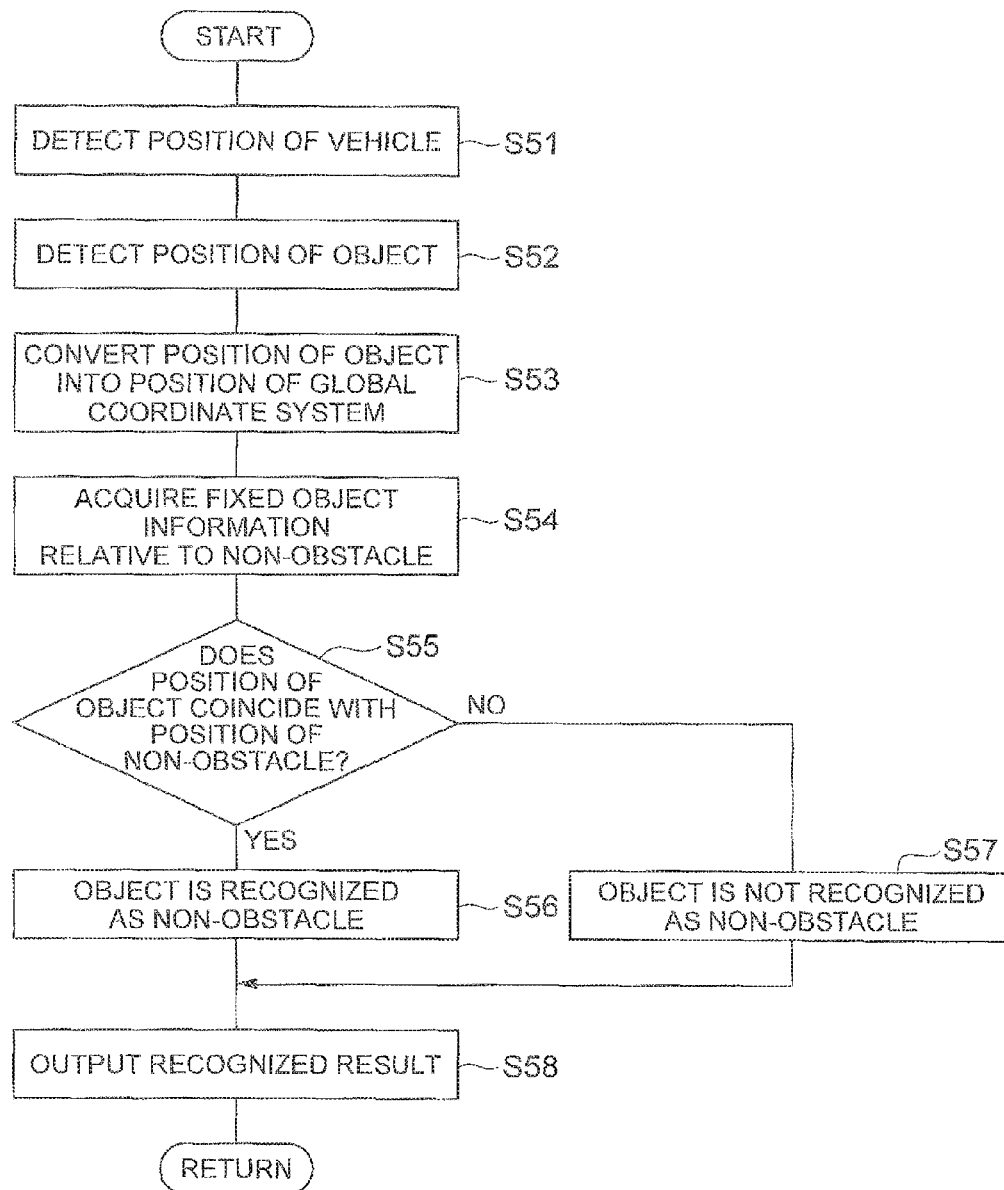 START
DETECT POSITION OF VEHICLE
S51
DETECT POSITION OF OBJECT
S52
CONVERT POSITION OF OBJECT
INTO POSITION OF GLOBAL
COORDINATE SYSTEM
S53
ACQUIRE FIXED OBJECT
INFORMATION
RELATIVE TO NON-OBSTACLE
S54
S55
DOES
POSITION OF
OBJECT COINCIDE WITH
POSITION OF
NON-OBSTACLE?
NO
YES
OBJECT IS RECOGNIZED
AS NON-OBSTACLE
S56
S57
OBJECT IS NOT RECOGNIZED
AS NON-OBSTACLE
OUTPUT RECOGNIZED RESULT
S58
RETURN